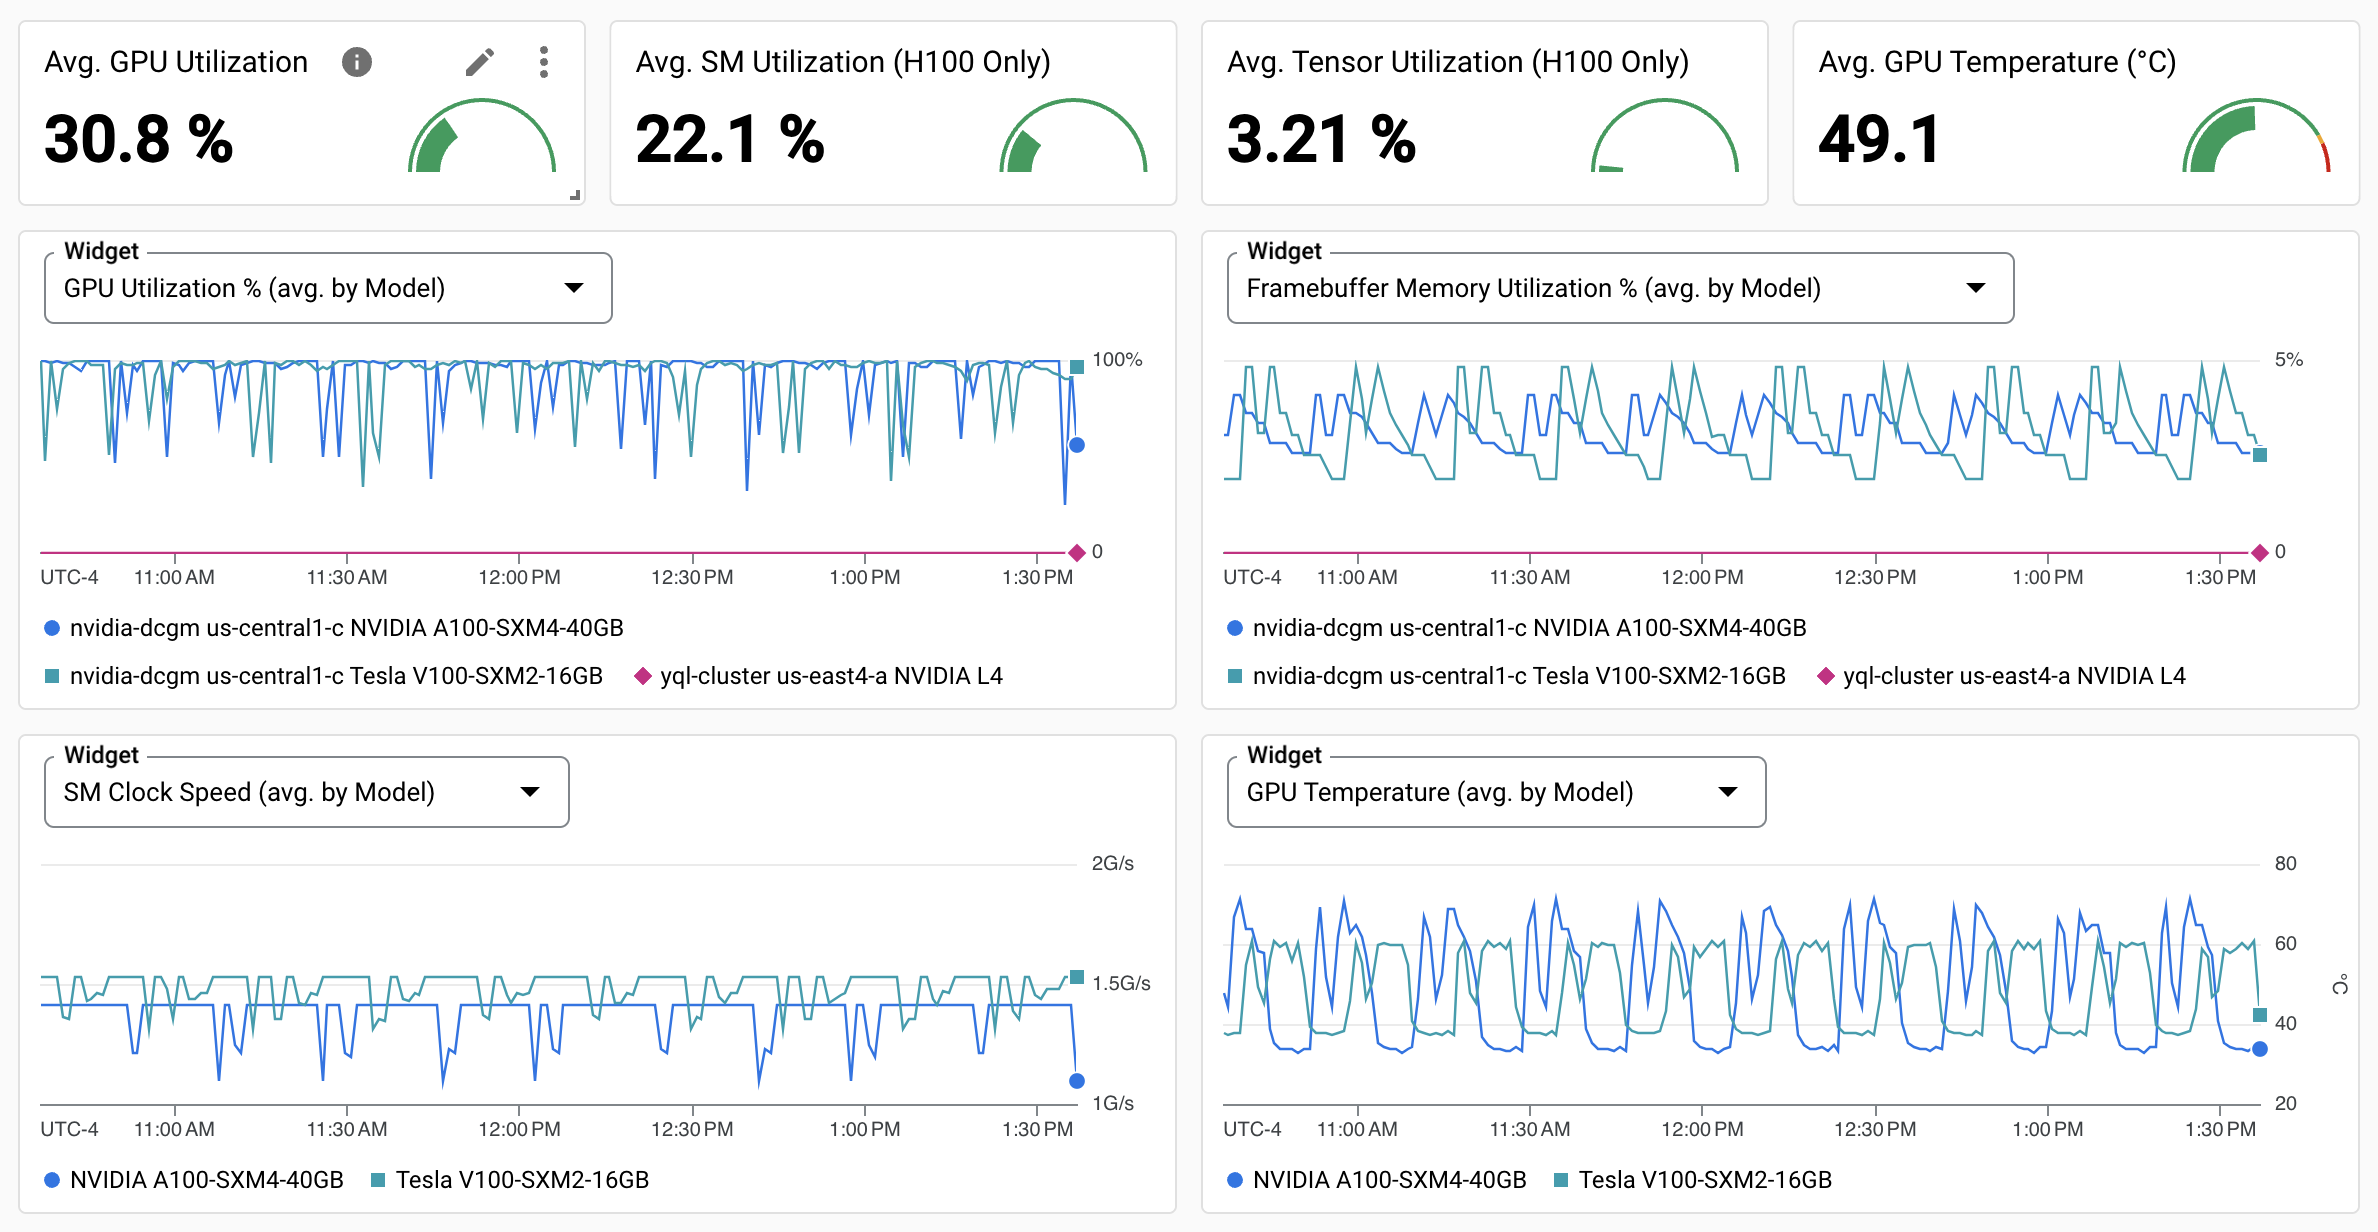 Avg. GPU Utilization
30.8 %
Avg. SM Utilization (H100 Only)
22.1 %
Avg. Tensor Utilization (H100 Only)
3.21 %
Avg. GPU Temperature (°C)
49.1
Widget
GPU Utilization % (avg. by Model)
100%
0
UTC-4 11:00 AM 11:30 AM 12:00 PM 12:30 PM 1:00 PM 1:30 PM
nvidia-dcgm us-central1-c NVIDIA A100-SXM4-40GB
nvidia-dcgm us-central1-c Tesla V100-SXM2-16GB yql-cluster us-east4-a NVIDIA L4
Widget
Framebuffer Memory Utilization % (avg. by Model)
5%
0
UTC-4 11:00 AM 11:30 AM 12:00 PM 12:30 PM 1:00 PM 1:30 PM
nvidia-dcgm us-central1-c NVIDIA A100-SXM4-40GB
nvidia-dcgm us-central1-c Tesla V100-SXM2-16GB yql-cluster us-east4-a NVIDIA L4
Widget
SM Clock Speed (avg. by Model)
2G/s
1.5G/s
1G/s
UTC-4 11:00 AM 11:30 AM 12:00 PM 12:30 PM 1:00 PM 1:30 PM
NVIDIA A100-SXM4-40GB Tesla V100-SXM2-16GB
Widget
GPU Temperature (avg. by Model)
80
60
°C
40
20
UTC-4 11:00 AM 11:30 AM 12:00 PM 12:30 PM 1:00 PM 1:30 PM
NVIDIA A100-SXM4-40GB Tesla V100-SXM2-16GB